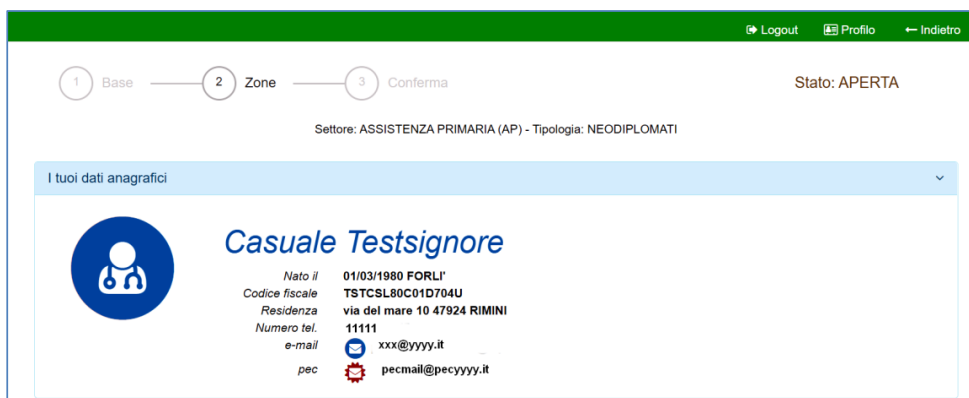 Logout Profilo Indietro
1 Base 2 Zone 3 Conferma Stato: APERTA
Settore: ASSISTENZA PRIMARIA (AP) - Tipologia: NEODIPLOMATI
I tuoi dati anagrafici
Casuale Testsignore
Nato il 01/03/1980 FORLI'
Codice fiscale TSTCSL80C01D704U
Residenza via del mare 10 47924 RIMINI
Numero tel. 11111
e-mail xxx@yyyy.it
pec pecmail@pecyyyy.it